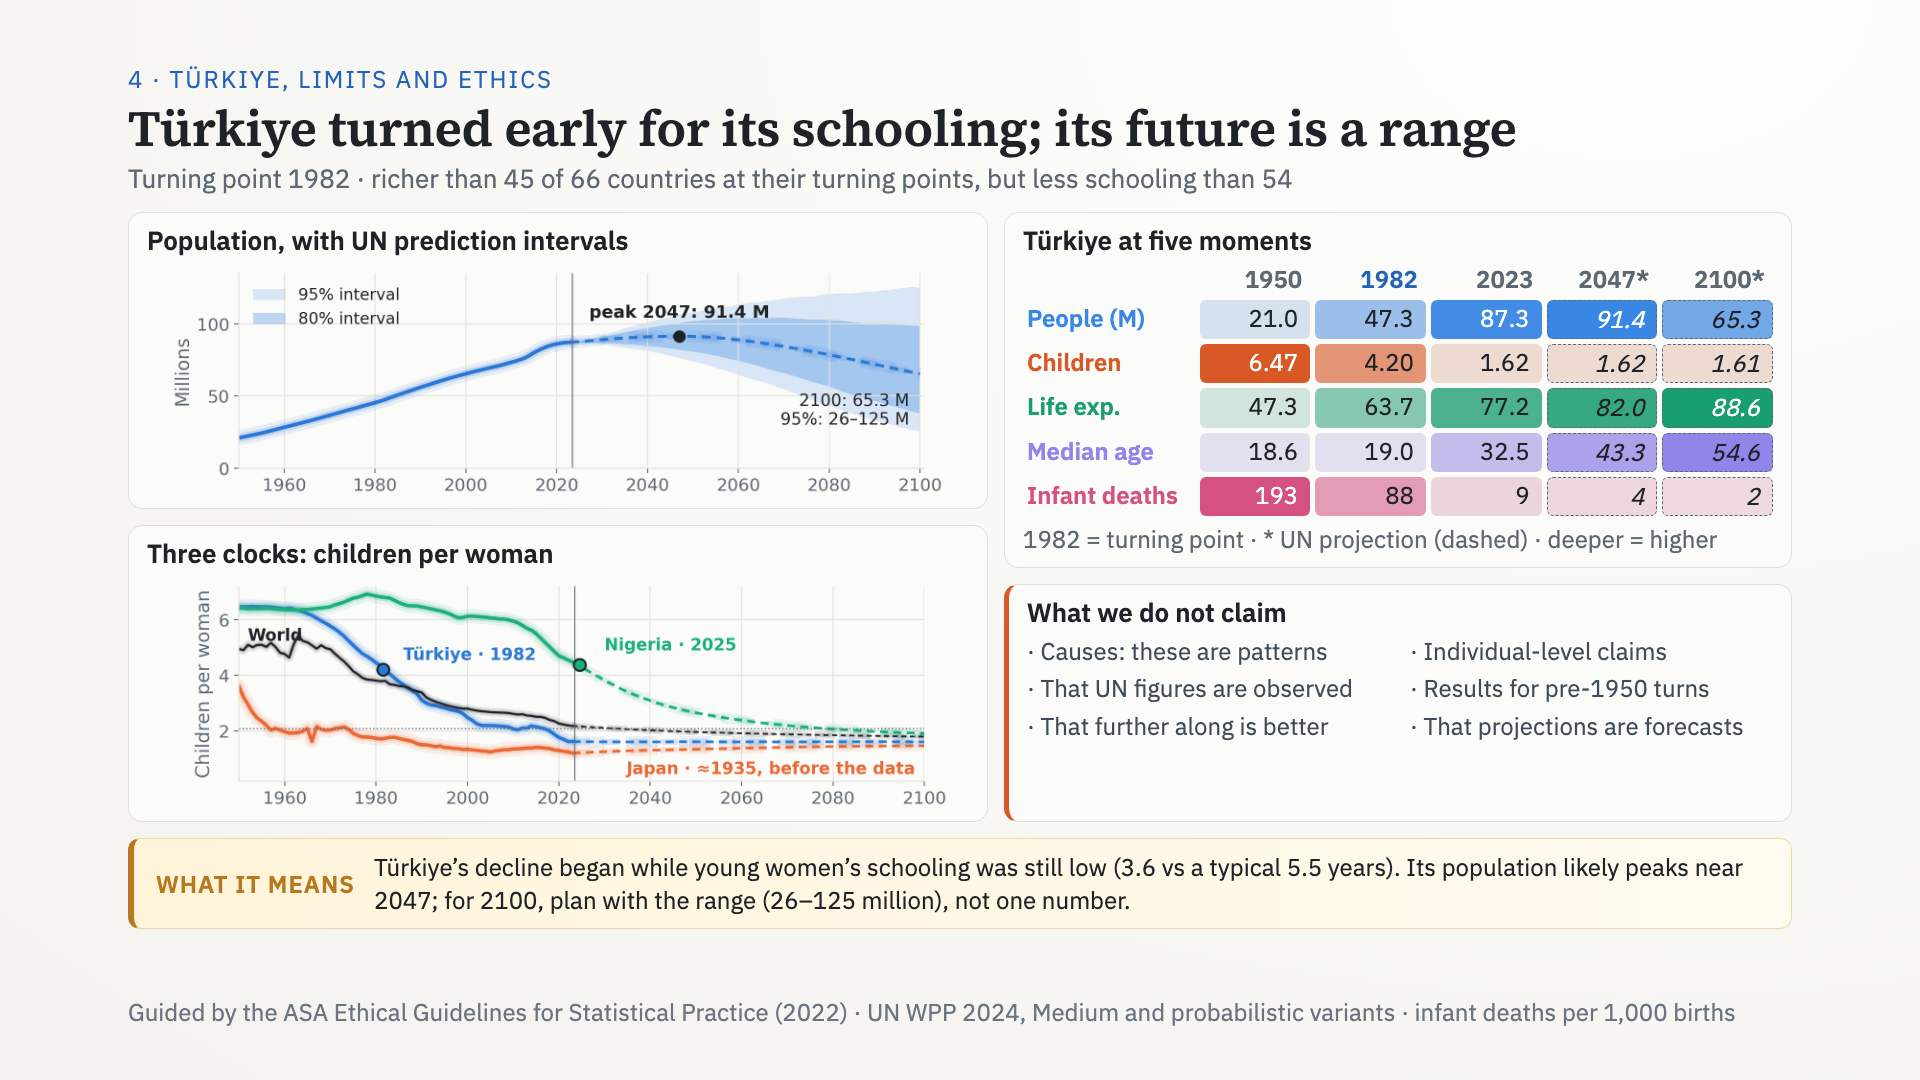 4 · TÜRKIYE, LIMITS AND ETHICS
Türkiye turned early for its schooling; its future is a range
Turning point 1982 · richer than 45 of 66 countries at their turning points, but less schooling than 54
Population, with UN prediction intervals
95% interval
80% interval
peak 2047: 91.4 M
2100: 65.3 M
95%: 26–125 M
Millions
100
50
0
1960 1980 2000 2020 2040 2060 2080 2100
Three clocks: children per woman
Children per woman
6
4
2
World
Türkiye · 1982
Nigeria · 2025
Japan · ≈1935, before the data
1960 1980 2000 2020 2040 2060 2080 2100
Türkiye at five moments
1950 1982 2023 2047* 2100*
People (M) 21.0 47.3 87.3 91.4 65.3
Children 6.47 4.20 1.62 1.62 1.61
Life exp. 47.3 63.7 77.2 82.0 88.6
Median age 18.6 19.0 32.5 43.3 54.6
Infant deaths 193 88 9 4 2
1982 = turning point · * UN projection (dashed) · deeper = higher
What we do not claim
· Causes: these are patterns
· That UN figures are observed
· That further along is better
· Individual-level claims
· Results for pre-1950 turns
· That projections are forecasts
WHAT IT MEANS
Türkiye’s decline began while young women’s schooling was still low (3.6 vs a typical 5.5 years). Its population likely peaks near
2047; for 2100, plan with the range (26–125 million), not one number.
Guided by the ASA Ethical Guidelines for Statistical Practice (2022) · UN WPP 2024, Medium and probabilistic variants · infant deaths per 1,000 births